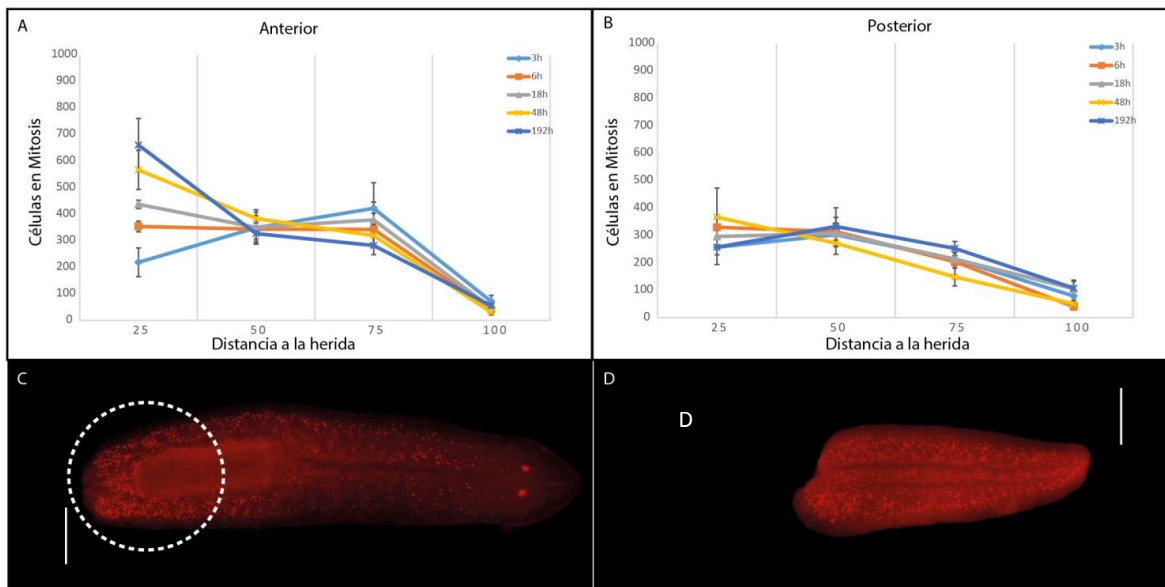 A
Anterior
Células en Mitosis
1000
900
800
700
600
500
400
300
200
100
0
3h
6h
18h
48h
192h
25
50
75
100
Distancia a la herida
B
Posterior
Células en Mitosis
1000
900
800
700
600
500
400
300
200
100
0
3h
6h
18h
48h
192h
25
50
75
100
Distancia a la herida
C
D
D